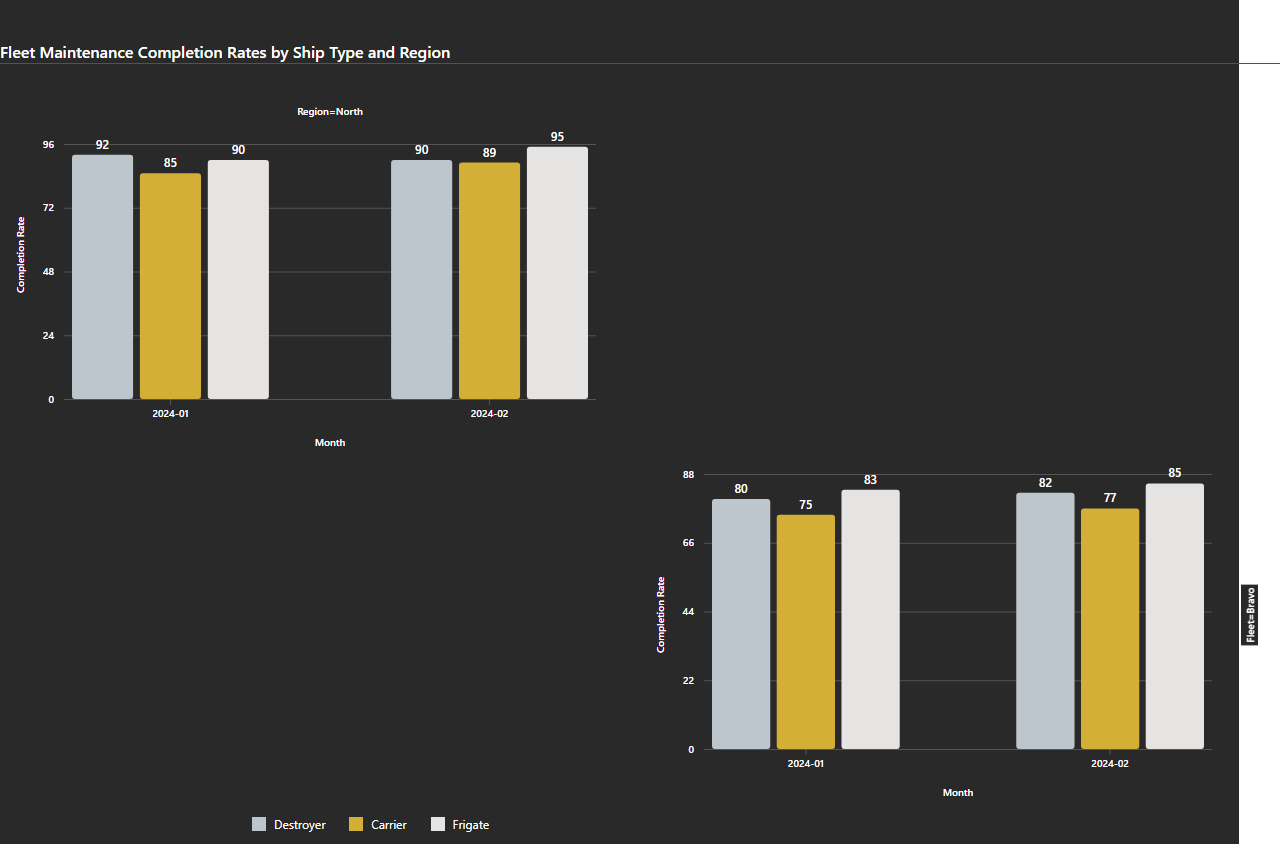 Fleet Maintenance Completion Rates by Ship Type and Region
Region=North
96
72
48
24
0
Completion Rate
92
85
90
90
89
95
2024-01
2024-02
Month
88
66
44
22
0
Completion Rate
80
75
83
82
77
85
2024-01
2024-02
Month
Fleet=Bravo
Destroyer
Carrier
Frigate